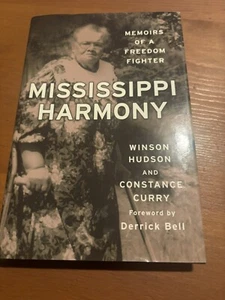 MEMOIRS
OF A
FREEDOM
FIGHTER
MISSISSIPPI
HARMONY
WINSON
HUDSON
AND
CONSTANCE
CURRY
Foreword by
Derrick Bell